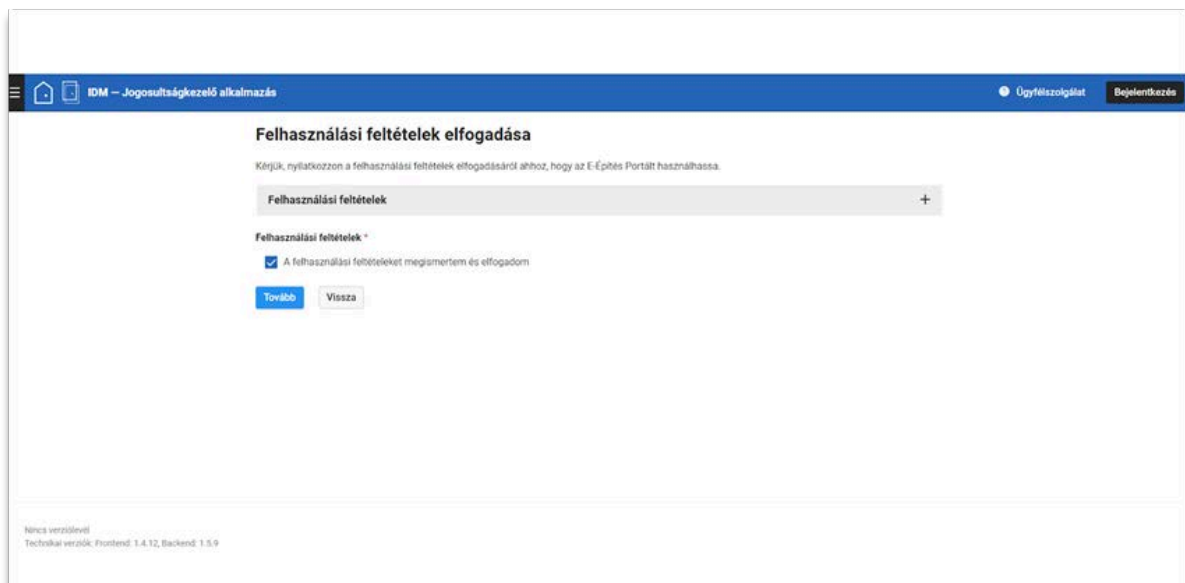 IDM – Jogosultságkezelő alkalmazás
Ügyfélszolgálat
Bejelentkezés
Felhasználási feltételek elfogadása
Kérjük, nyilatkozzon a felhasználási feltételek elfogadásáról ahhoz, hogy az E-Építés Portált használhassa.
Felhasználási feltételek
Felhasználási feltételek *
A felhasználási feltételeket megismertem és elfogadom
Tovább
Vissza
Nincs verziólevél
Technikai verziók: Frontend: 1.4.12, Backend: 1.5.9